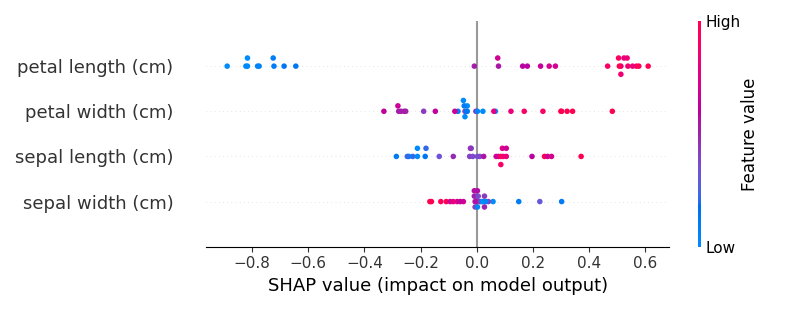 High
petal length (cm)
petal width (cm)
sepal length (cm)
sepal width (cm)
Feature value
Low
−0.8 −0.6 −0.4 −0.2 0.0 0.2 0.4 0.6
SHAP value (impact on model output)